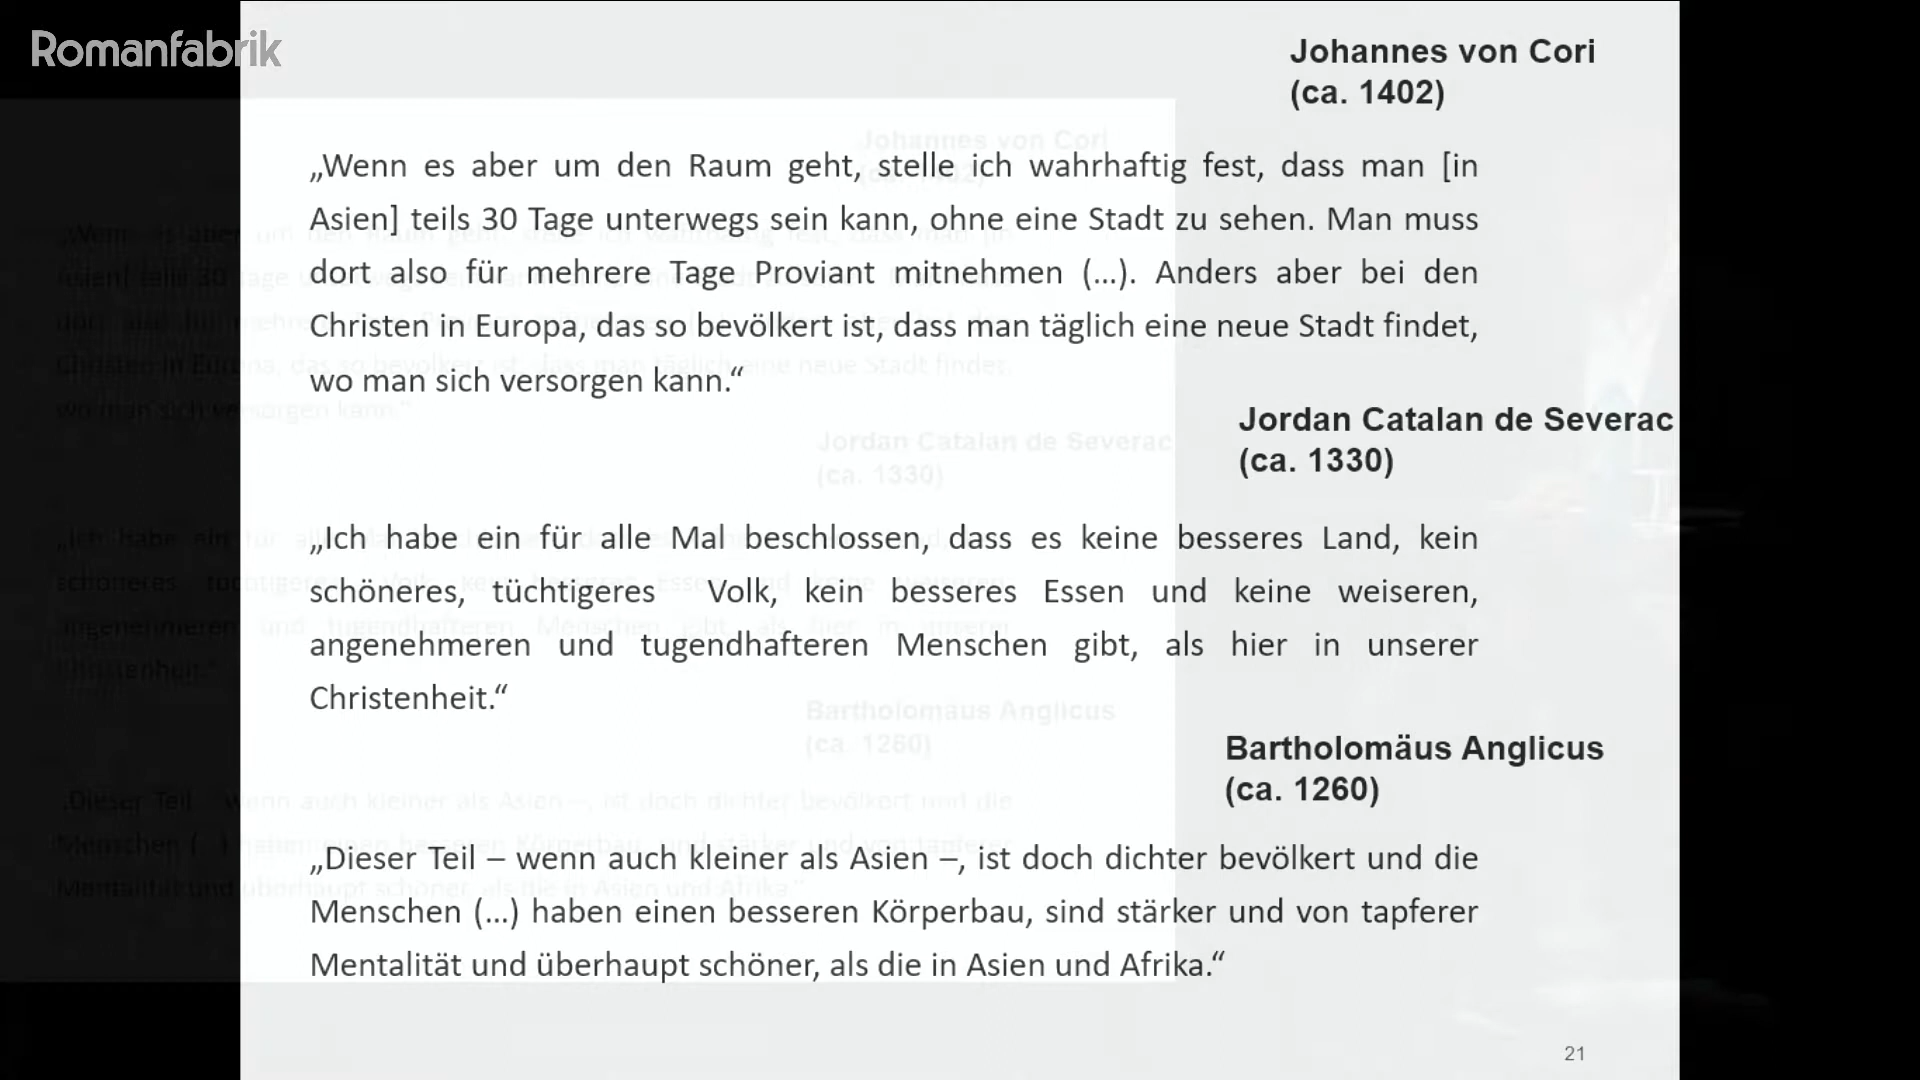 Romanfabrik
Johannes von Cori
(ca. 1402)
„Wenn es aber um den Raum geht, stelle ich wahrhaftig fest, dass man [in
Asien] teils 30 Tage unterwegs sein kann, ohne eine Stadt zu sehen. Man muss
dort also für mehrere Tage Proviant mitnehmen (...). Anders aber bei den
Christen in Europa, das so bevölkert ist, dass man täglich eine neue Stadt findet,
wo man sich versorgen kann.“
Jordan Catalan de Severac
(ca. 1330)
„Ich habe ein für alle Mal beschlossen, dass es keine besseres Land, kein
schöneres, tüchtigeres Volk, kein besseres Essen und keine weiseren,
angenehmeren und tugendhafteren Menschen gibt, als hier in unserer
Christenheit.“
Bartholomäus Anglicus
(ca. 1260)
„Dieser Teil – wenn auch kleiner als Asien –, ist doch dichter bevölkert und die
Menschen (...) haben einen besseren Körperbau, sind stärker und von tapferer
Mentalität und überhaupt schöner, als die in Asien und Afrika.“
21